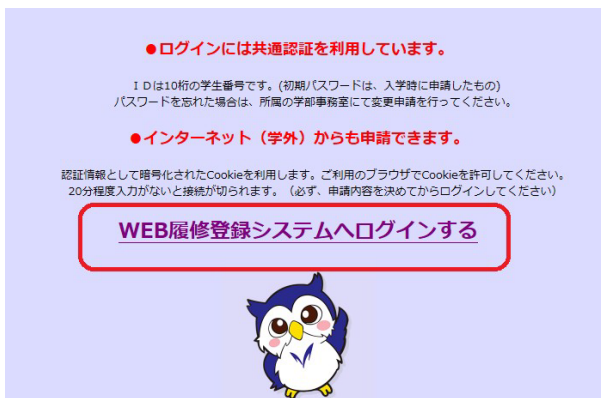 ●ログインには共通認証を利用しています。
ＩＤは10桁の学生番号です。(初期パスワードは、入学時に申請したもの)
パスワードを忘れた場合は、所属の学部事務室にて変更申請を行ってください。
●インターネット（学外）からも申請できます。
認証情報として暗号化されたCookieを利用します。ご利用のブラウザでCookieを許可してください。
20分程度入力がないと接続が切られます。（必ず、申請内容を決めてからログインしてください）
WEB履修登録システムへログインする